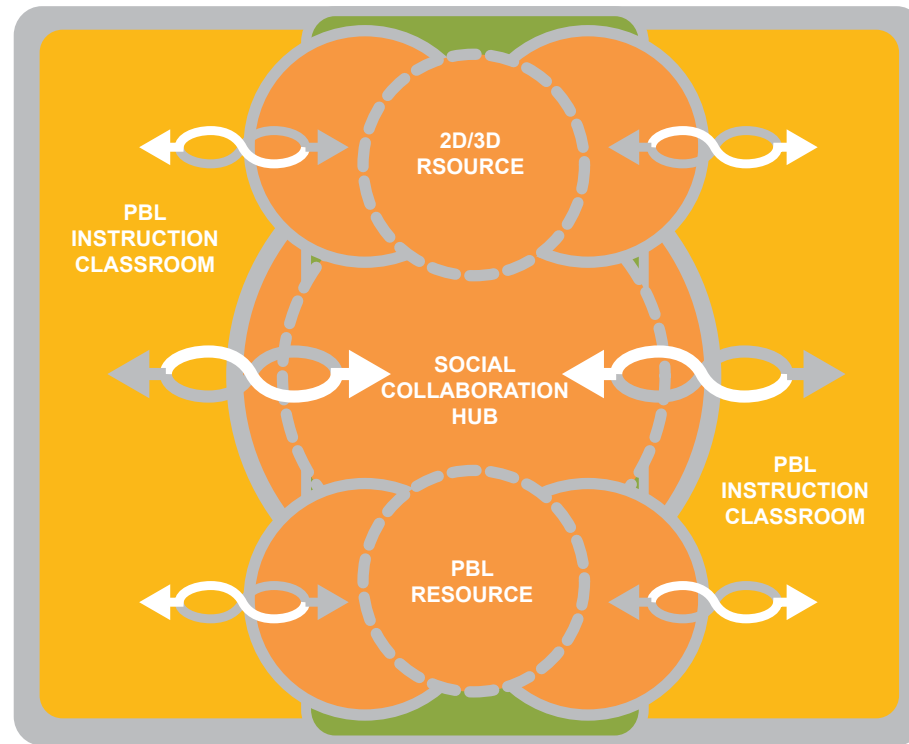 2D/3D
RSOURCE
PBL
INSTRUCTION
CLASSROOM
SOCIAL
COLLABORATION
HUB
PBL
INSTRUCTION
CLASSROOM
PBL
RESOURCE